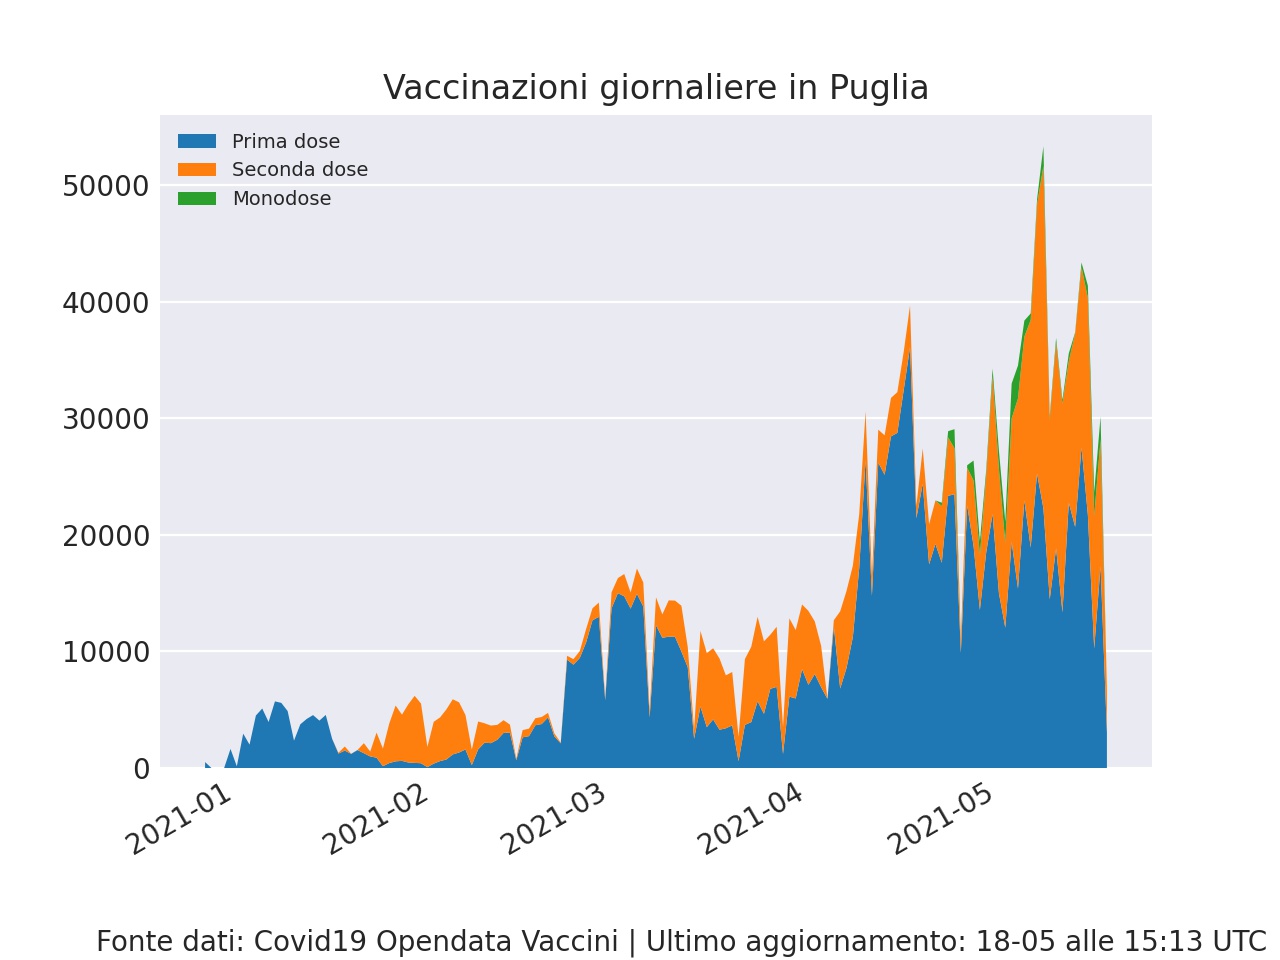 Vaccinazioni giornaliere in Puglia
Prima dose
Seconda dose
Monodose
50000
40000
30000
20000
10000
0
2021-01
2021-02
2021-03
2021-04
2021-05
Fonte dati: Covid19 Opendata Vaccini | Ultimo aggiornamento: 18-05 alle 15:13 UTC